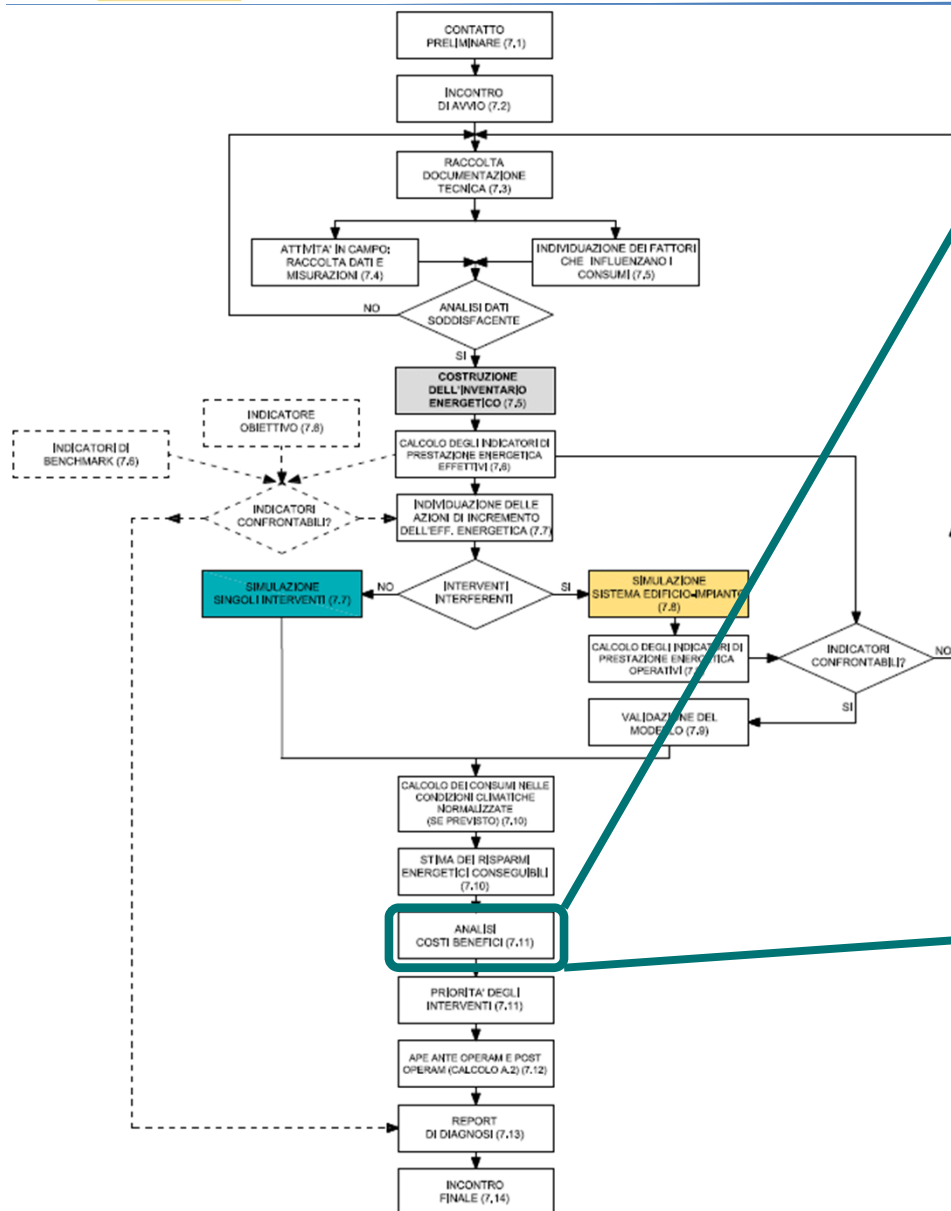 CONTATTO
PRELIMINARE (7.1)
INCONTRO
DI AVVIO (7.2)
RACCOLTA
DOCUMENTAZIONE
TECNICA (7.3)
ATTIVITA' IN CAMPO:
RACCOLTA DATI E
MISURAZIONI (7.4)
INDIVIDUAZIONE DEI FATTORI
CHE INFLUENZANO I
CONSUMI (7.5)
NO
ANALISI DATI
SODDISFACENTE
SI
COSTRUZIONE
DELL'INVENTARIO
ENERGETICO (7.5)
INDICATORE
OBIETTIVO (7.6)
INDICATORI DI
BENCHMARK (7.6)
CALCOLO DEGLI INDICATORI DI
PRESTAZIONE ENERGETICA
EFFETTIVI (7.6)
INDICATORI
CONFRONTABILI?
INDIVIDUAZIONE DELLE
AZIONI DI INCREMENTO
DELL'EFF. ENERGETICA (7.7)
SIMULAZIONE
SINGOLI INTERVENTI (7.7)
NO
INTERVENTI
INTERFERENTI
SI
SIMULAZIONE
SISTEMA EDIFICIO-IMPIANTO
(7.8)
CALCOLO DEGLI INDICATORI DI
PRESTAZIONE ENERGETICA
OPERATIVI (7.
INDICATORI
CONFRONTABILI?
NO
SI
VALIDAZIONE DEL
MODELLO (7.9)
CALCOLO DEI CONSUMI NELLE
CONDIZIONI CLIMATICHE
NORMALIZZATE
(SE PREVISTO) (7.10)
STIMA DEI RISPARMI
ENERGETICI CONSEGUIBILI
(7.10)
ANALISI
COSTI BENEFICI (7.11)
PRIORITA' DEGLI
INTERVENTI (7.11)
APE ANTE OPERAM E POST
OPERAM (CALCOLO A.2) (7.12)
REPORT
DI DIAGNOSI (7.13)
INCONTRO
FINALE (7.14)